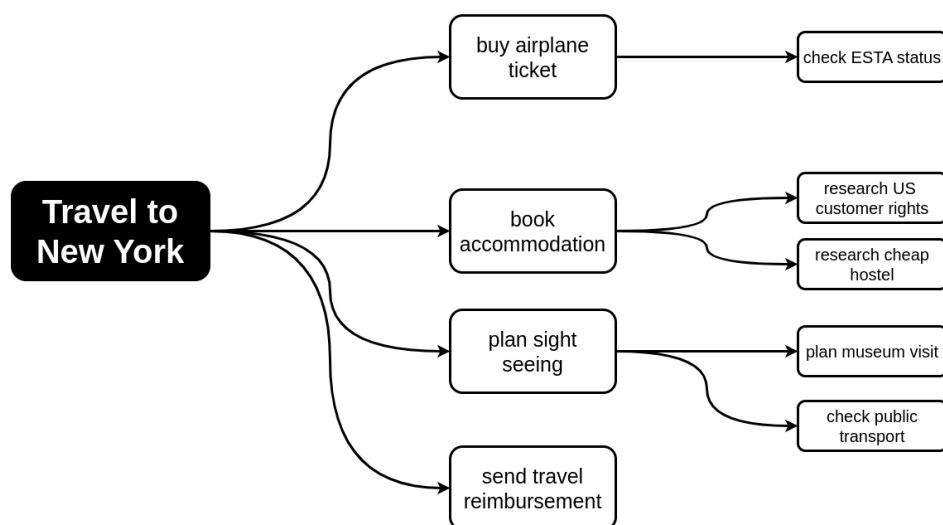 buy airplane
ticket
check ESTA status
Travel to
New York
book
accommodation
research US
customer rights
research cheap
hostel
plan sight
seeing
plan museum visit
check public
transport
send travel
reimbursement